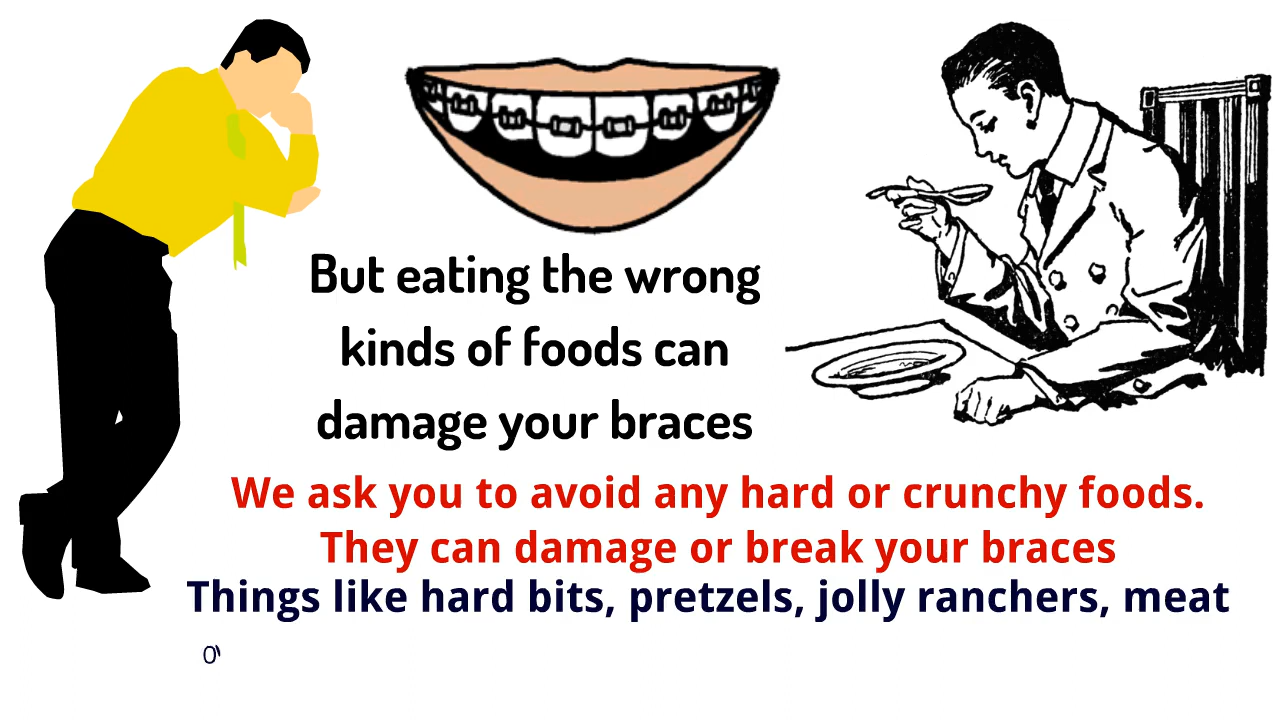 But eating the wrong
kinds of foods can
damage your braces
We ask you to avoid any hard or crunchy foods.
They can damage or break your braces
Things like hard bits, pretzels, jolly ranchers, meat